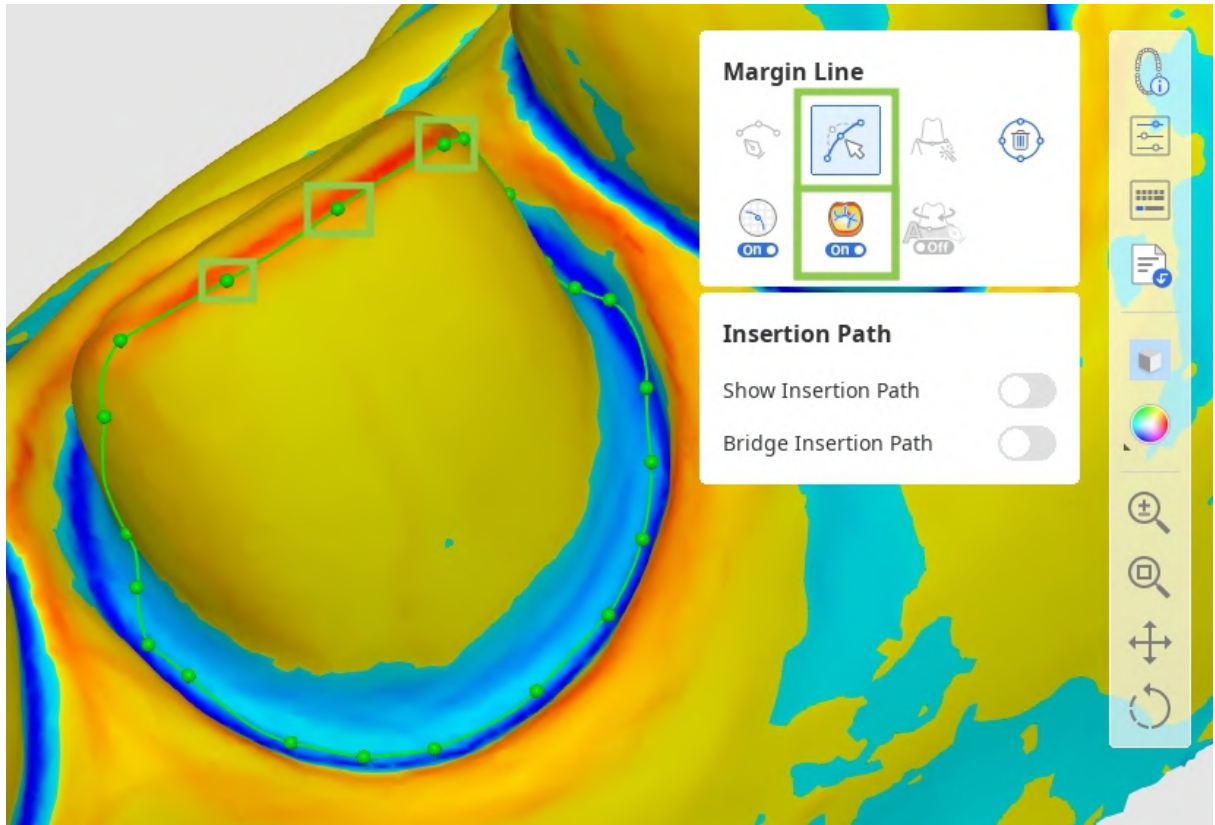 Margin Line
On
On
A
Off
Insertion Path
Show Insertion Path
Bridge Insertion Path